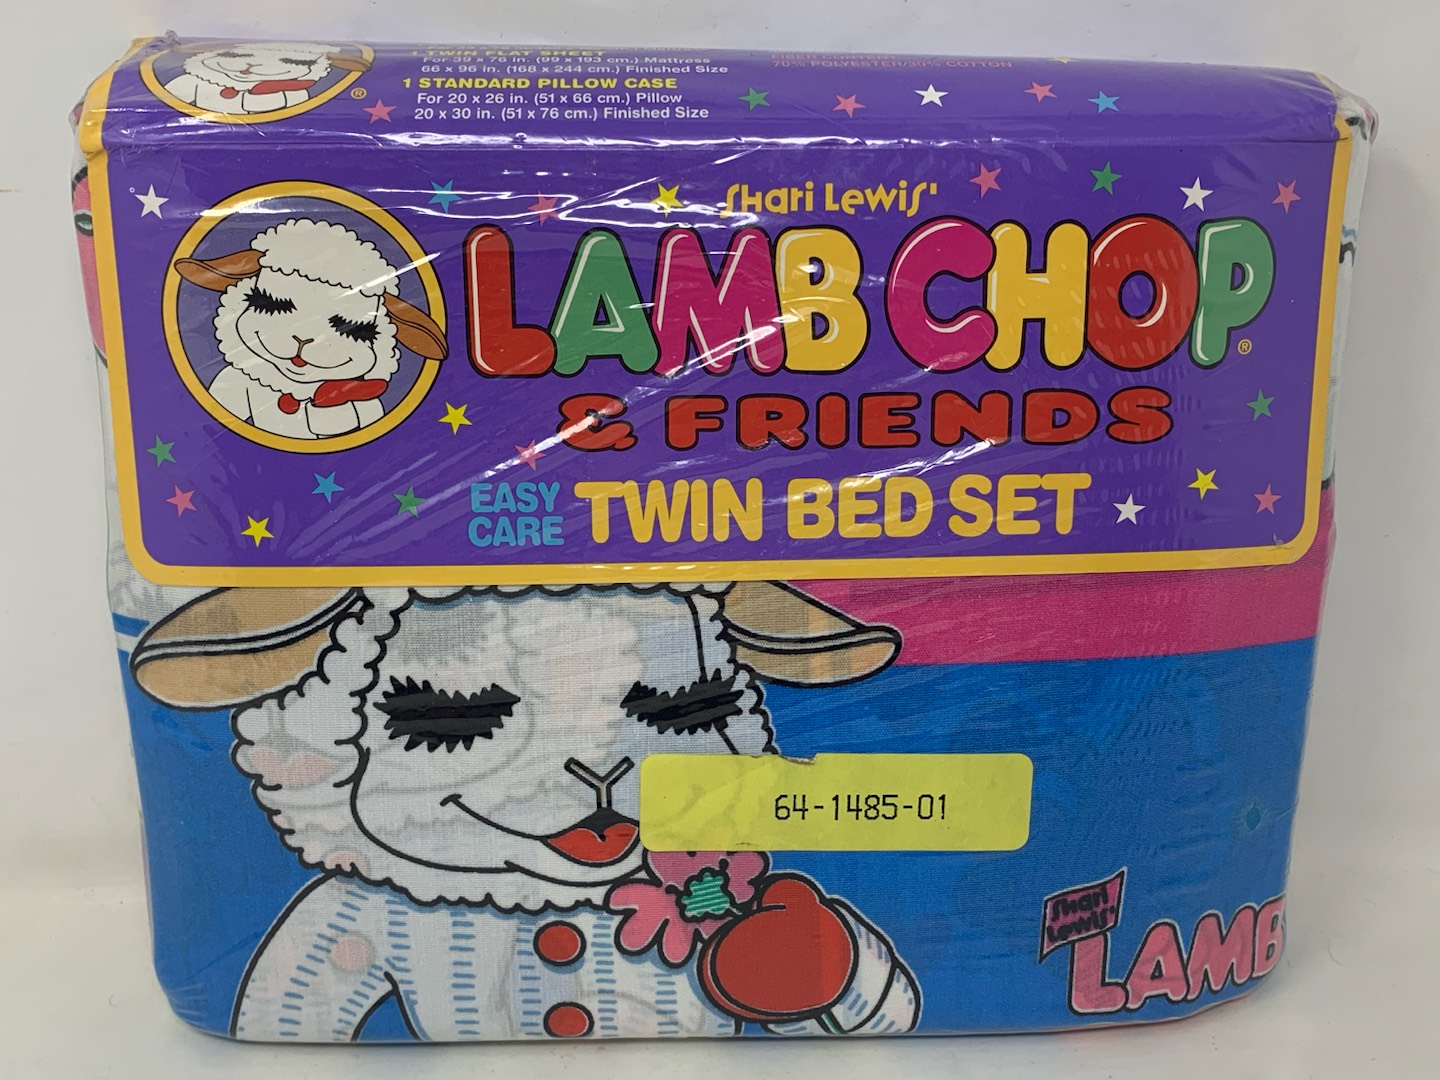 1 TWIN FLAT SHEET
For 39 x 76 in. (99 x 193 cm.) Mattress
66 x 96 in. (168 x 244 cm.) Finished Size
1 STANDARD PILLOW CASE
For 20 x 26 in. (51 x 66 cm.) Pillow
20 x 30 in. (51 x 76 cm.) Finished Size
FIBER CONTENT:
70% POLYESTER/30% COTTON
®
Shari Lewis'
LAMB CHOP®
& FRIENDS
EASY CARE TWIN BED SET
64-1485-01
Shari
Lewis'
LAMB